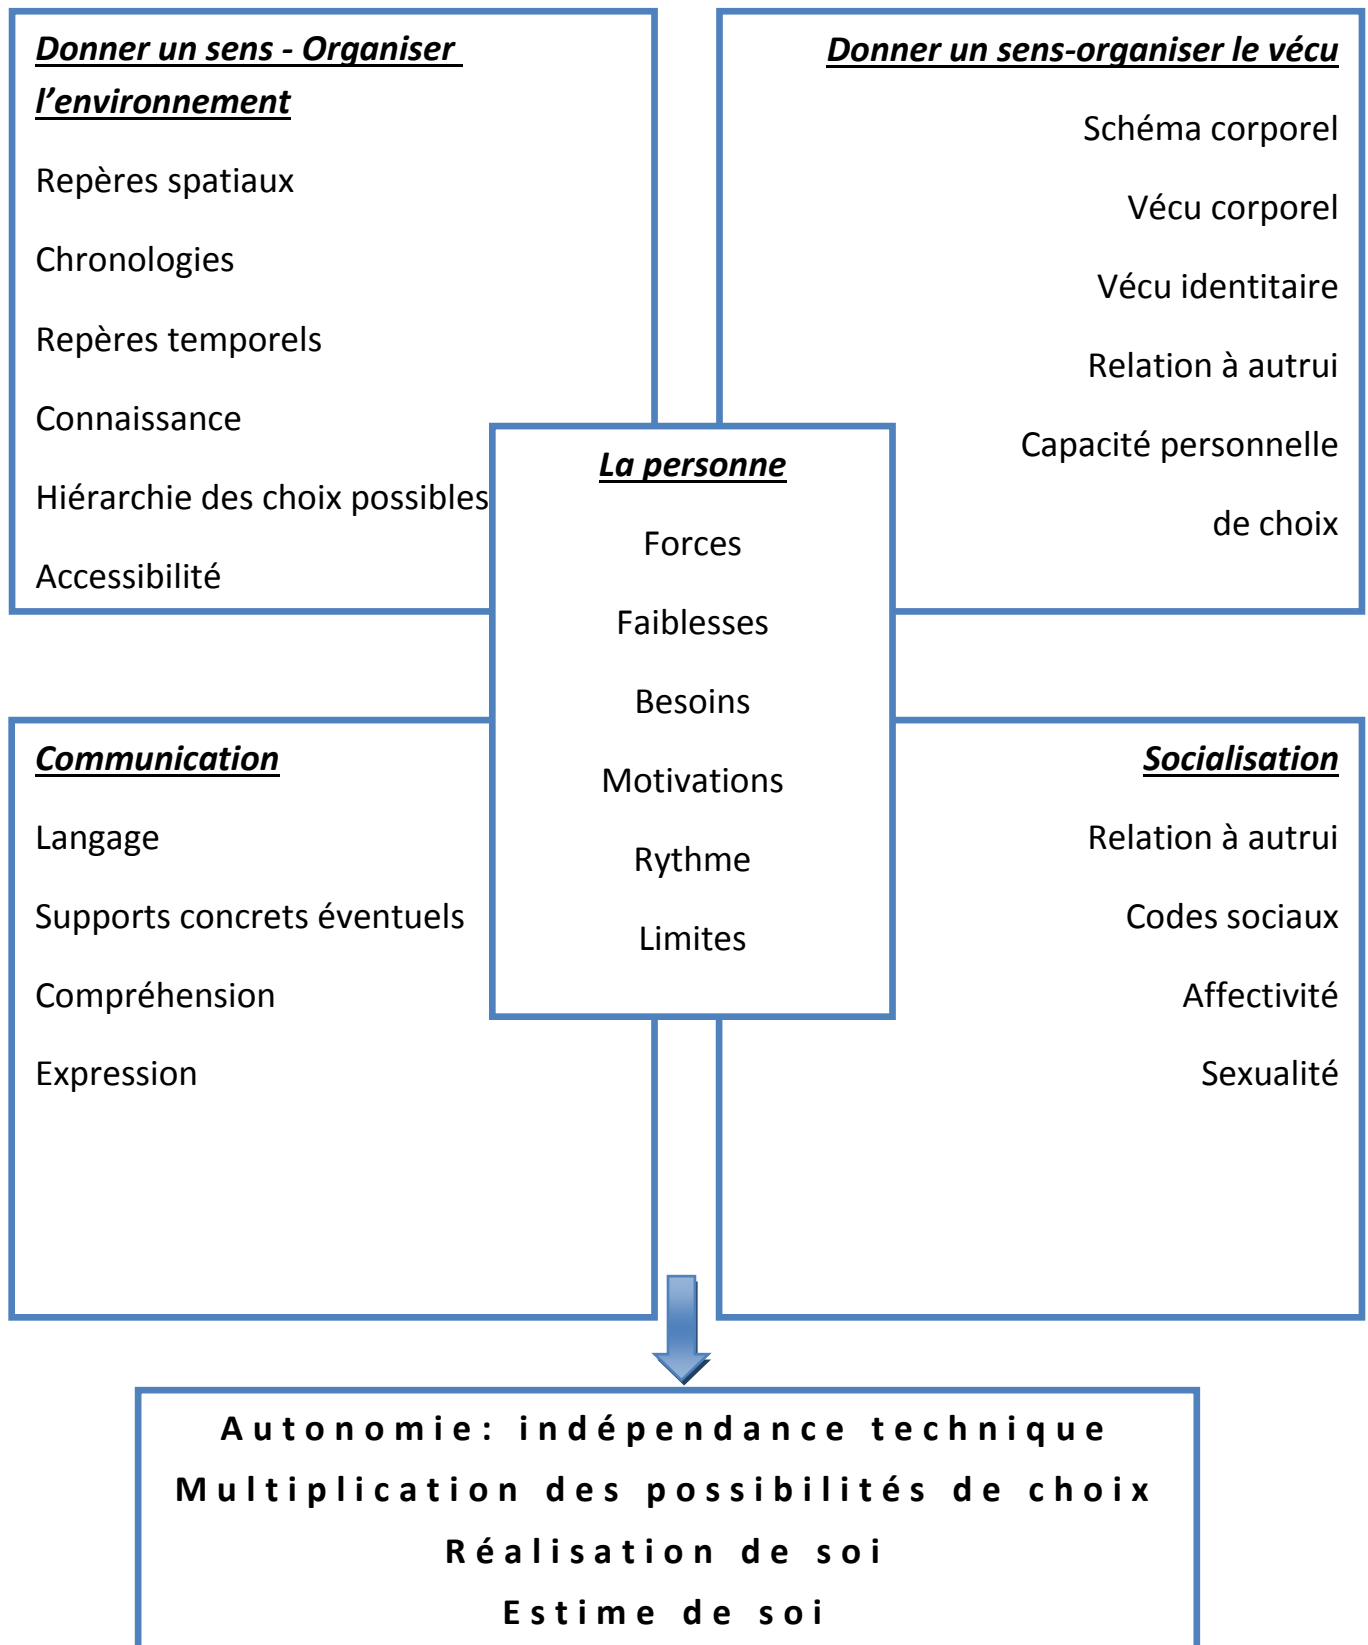 Donner un sens - Organiser
l’environnement
Repères spatiaux
Chronologies
Repères temporels
Connaissance
Hiérarchie des choix possibles
Accessibilité
Donner un sens-organiser le vécu
Schéma corporel
Vécu corporel
Vécu identitaire
Relation à autrui
Capacité personnelle
de choix
La personne
Forces
Faiblesses
Besoins
Motivations
Rythme
Limites
Communication
Langage
Supports concrets éventuels
Compréhension
Expression
Socialisation
Relation à autrui
Codes sociaux
Affectivité
Sexualité
Autonomie: indépendance technique
Multiplication des possibilités de choix
Réalisation de soi
Estime de soi